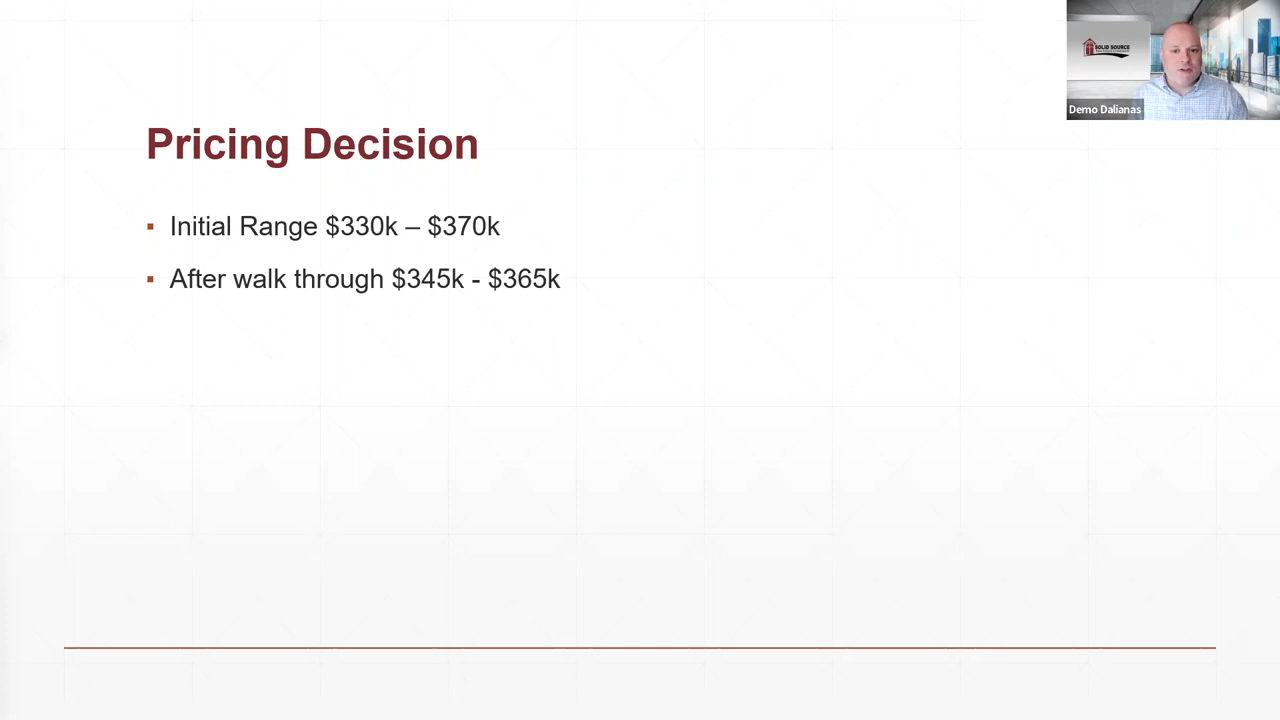 SOLID SOURCE
Demo Dalianas
Pricing Decision
▪ Initial Range $330k – $370k
▪ After walk through $345k - $365k